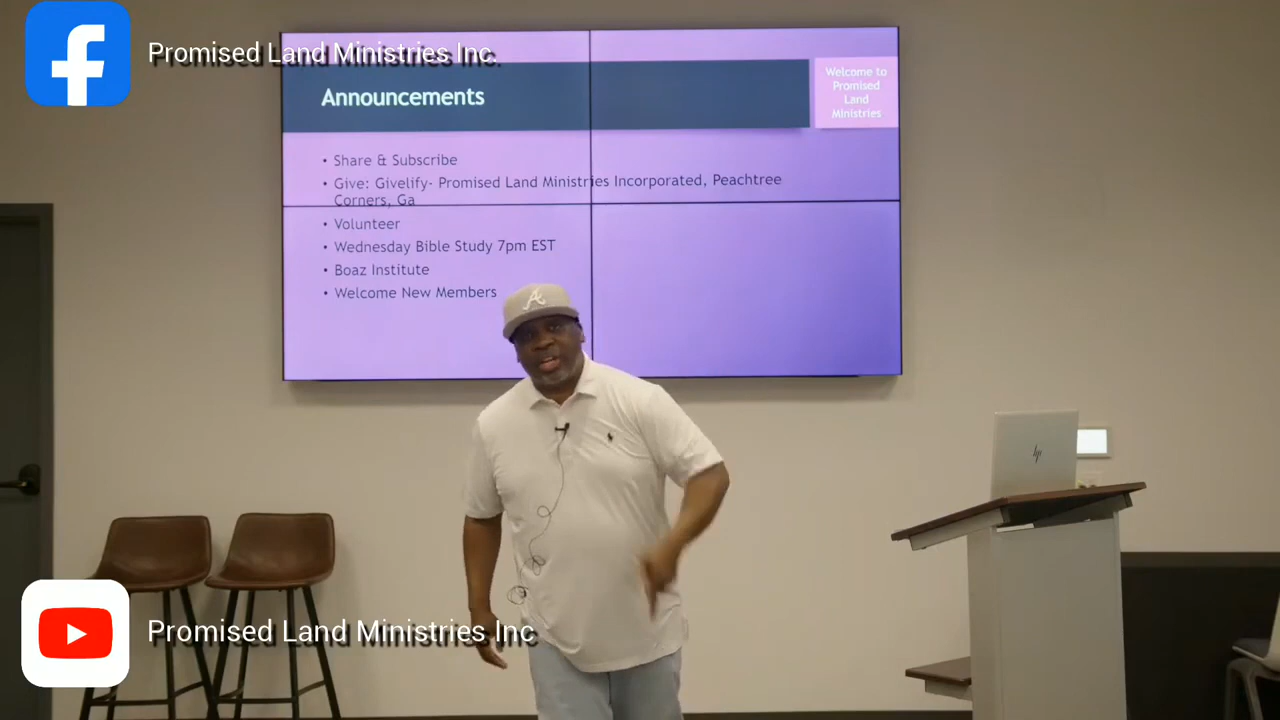 Promised Land Ministries Inc.
Announcements
Welcome to
Promised
Land
Ministries
• Share & Subscribe
• Give: Givelify- Promised Land Ministries Incorporated, Peachtree
Corners, Ga
• Volunteer
• Wednesday Bible Study 7pm EST
• Boaz Institute
• Welcome New Members
A
hp
Promised Land Ministries Inc